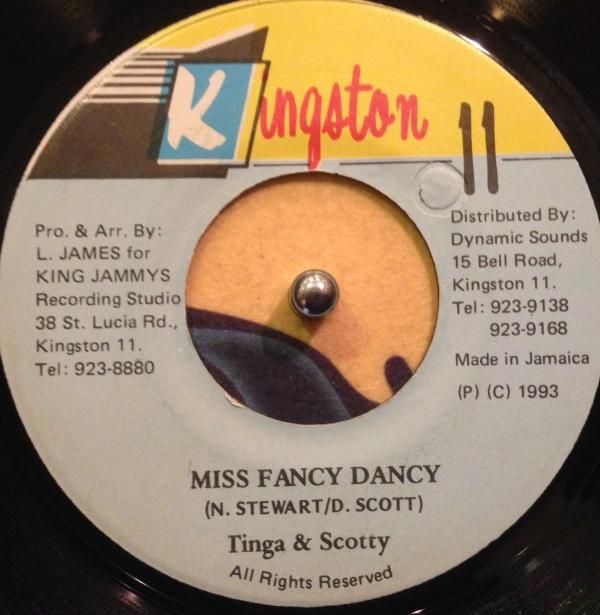 Kingston 11
Pro. & Arr. By:
L. JAMES for
KING JAMMYS
Recording Studio
38 St. Lucia Rd.,
Kingston 11.
Tel: 923-8880
Distributed By:
Dynamic Sounds
15 Bell Road,
Kingston 11.
Tel: 923-9138
923-9168
Made in Jamaica
(P) (C) 1993
MISS FANCY DANCY
(N. STEWART/D. SCOTT)
Tinga & Scotty
All Rights Reserved